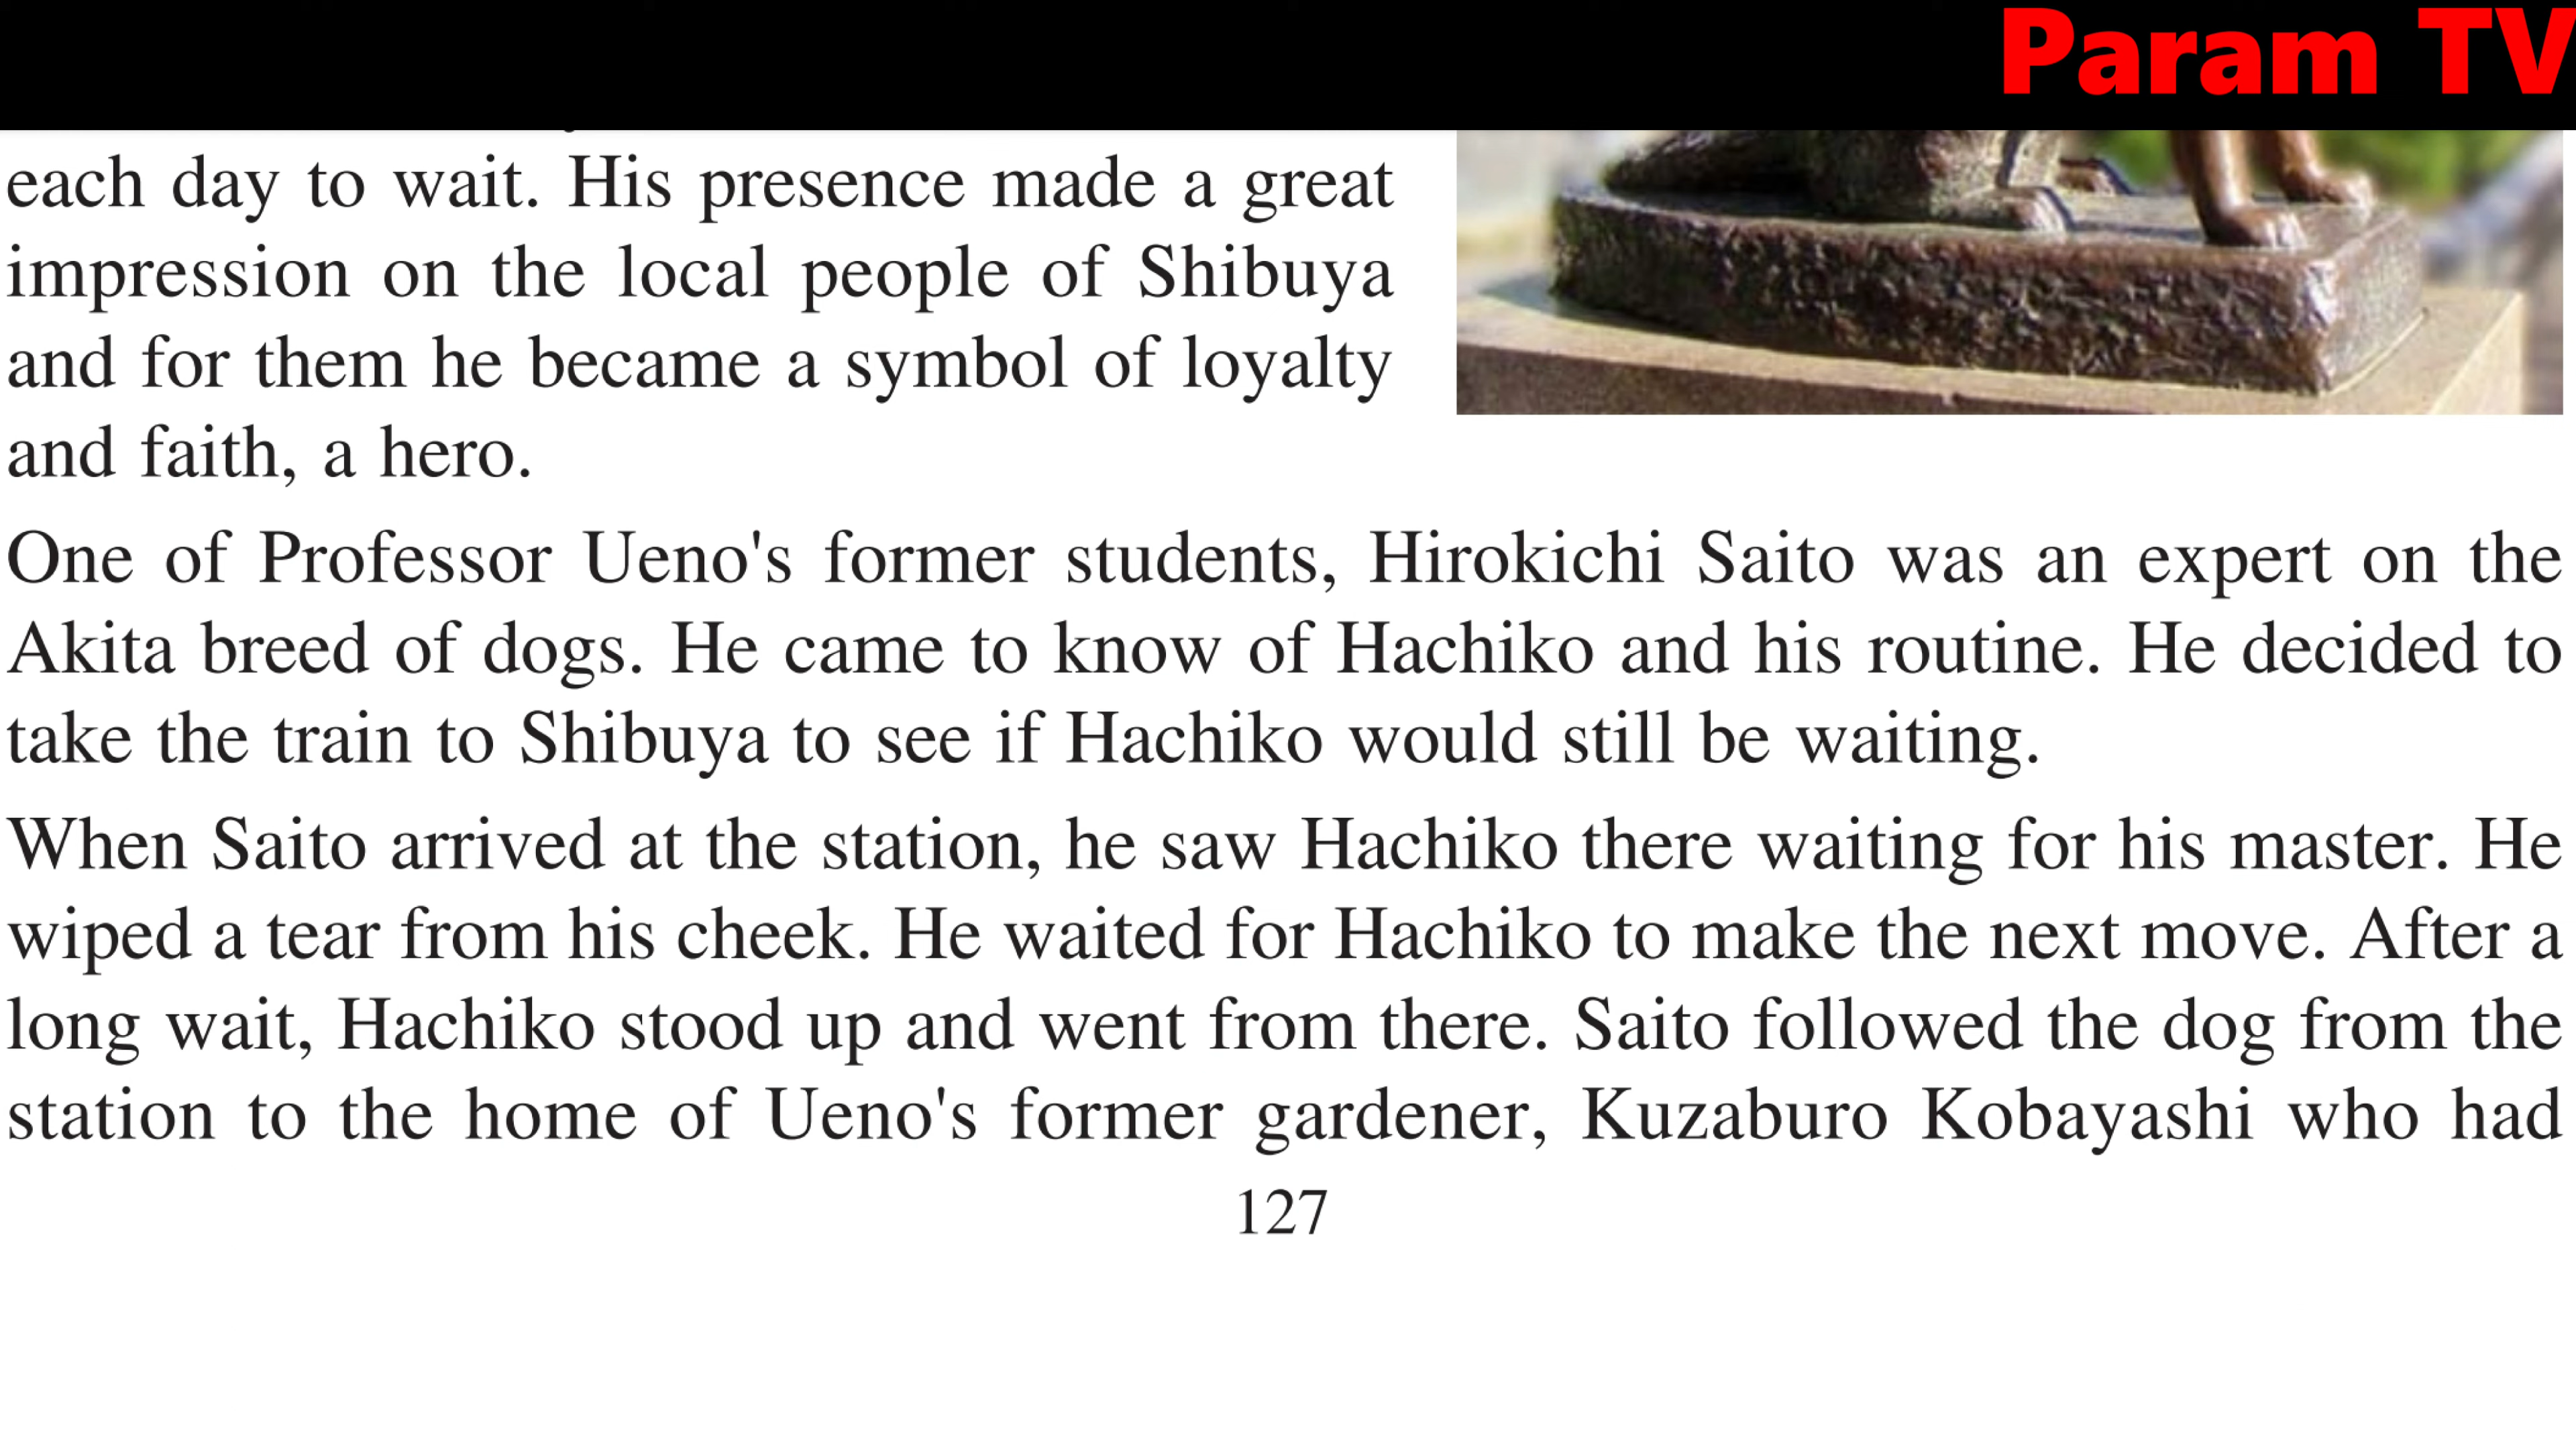 Param TV
each day to wait. His presence made a great
impression on the local people of Shibuya
and for them he became a symbol of loyalty
and faith, a hero.
One of Professor Ueno's former students, Hirokichi Saito was an expert on the
Akita breed of dogs. He came to know of Hachiko and his routine. He decided to
take the train to Shibuya to see if Hachiko would still be waiting.
When Saito arrived at the station, he saw Hachiko there waiting for his master. He
wiped a tear from his cheek. He waited for Hachiko to make the next move. After a
long wait, Hachiko stood up and went from there. Saito followed the dog from the
station to the home of Ueno's former gardener, Kuzaburo Kobayashi who had
127